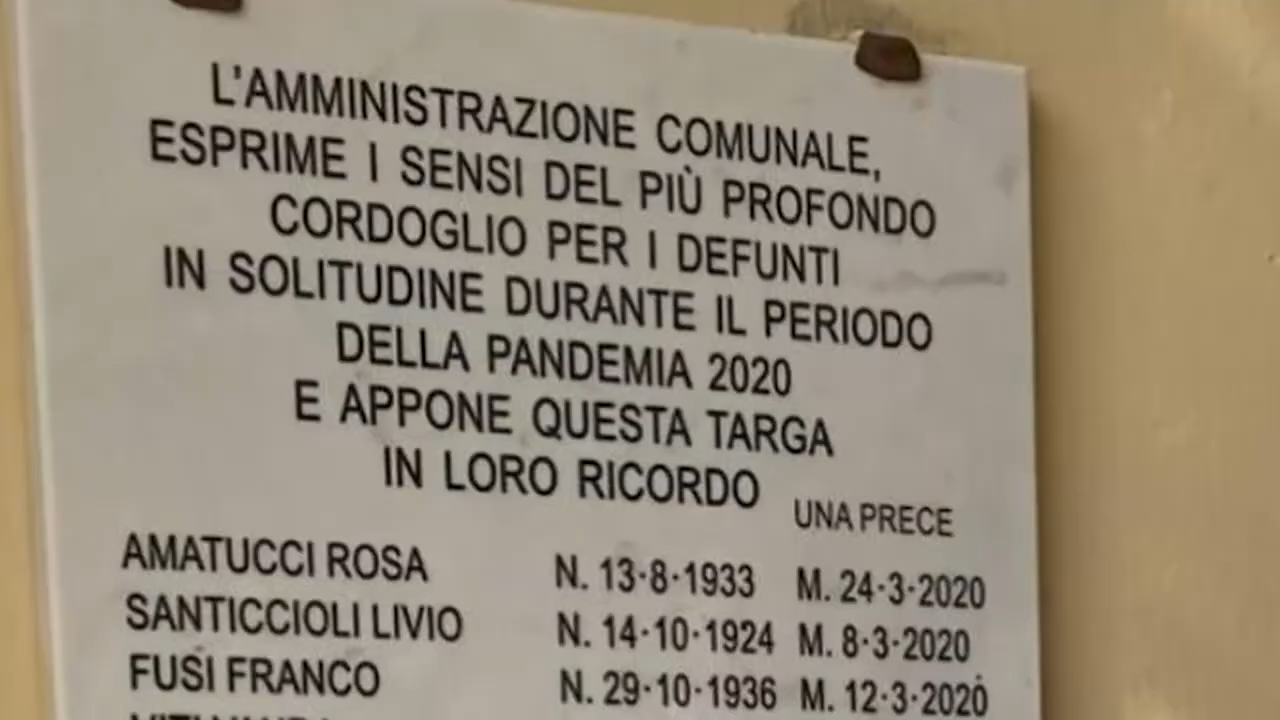 L'AMMINISTRAZIONE COMUNALE,
ESPRIME I SENSI DEL PIÙ PROFONDO
CORDOGLIO PER I DEFUNTI
IN SOLITUDINE DURANTE IL PERIODO
DELLA PANDEMIA 2020
E APPONE QUESTA TARGA
IN LORO RICORDO
UNA PRECE
AMATUCCI ROSA N. 13·8·1933 M. 24·3·2020
SANTICCIOLI LIVIO N. 14·10·1924 M. 8·3·2020
FUSI FRANCO N. 29·10·1936 M. 12·3·2020